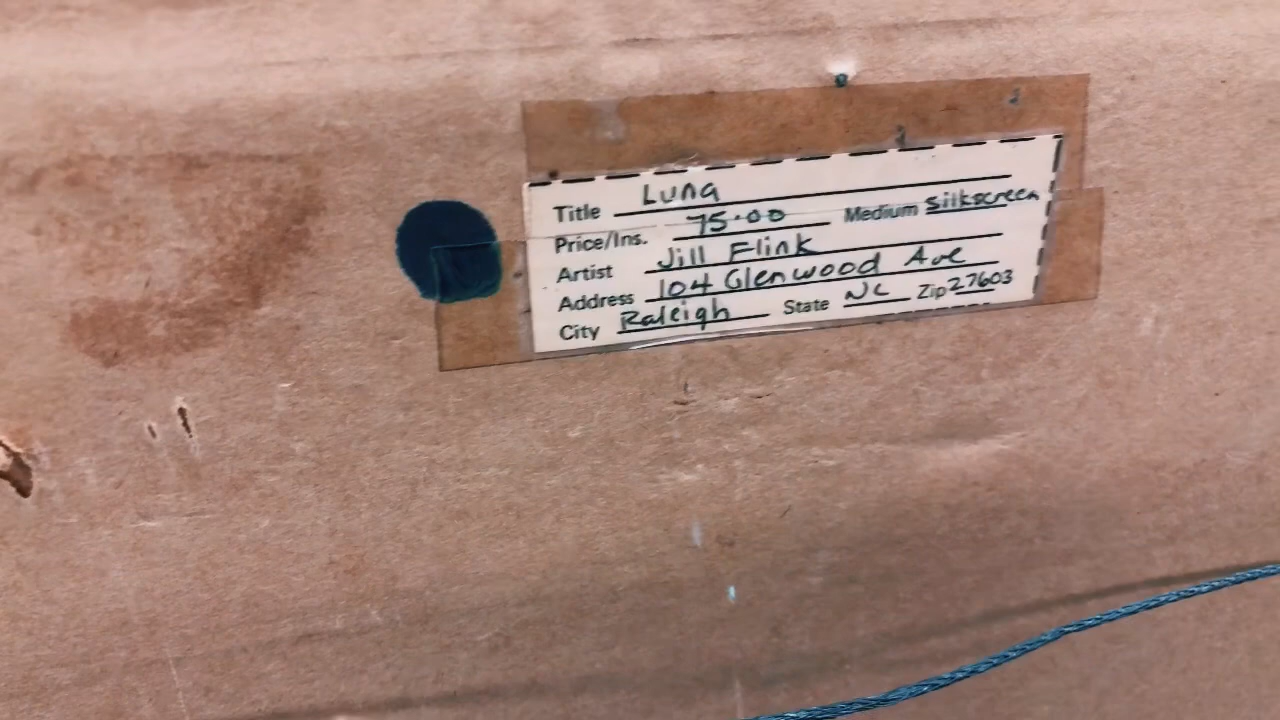 Title Luna
Price/Ins. 75.00 Medium Silkscreen
Artist Jill Flink
Address 104 Glenwood Ave
City Raleigh State NC Zip 27603